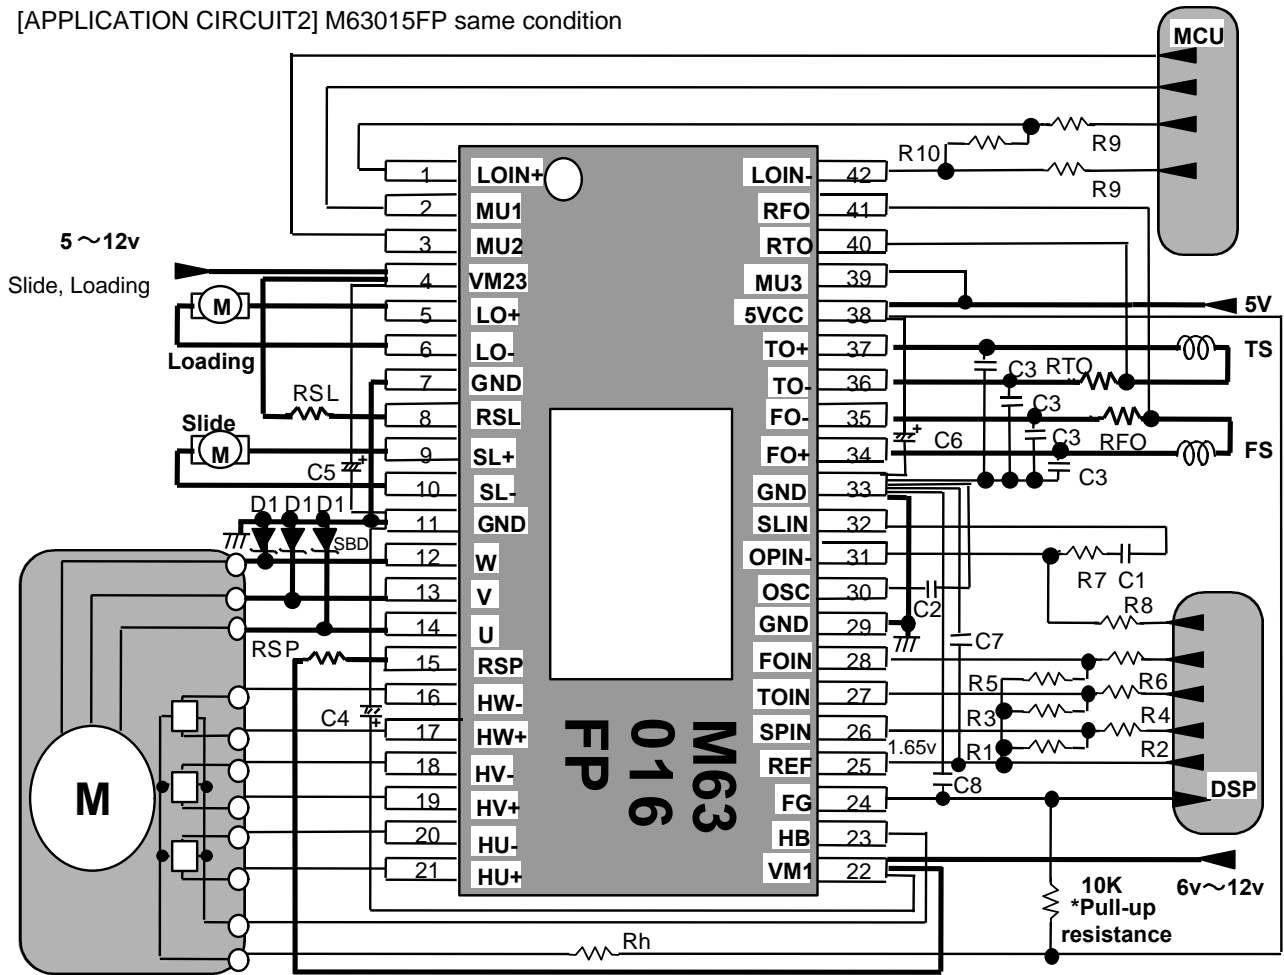 [APPLICATION CIRCUIT2] M63015FP same condition
MCU
R10
R9
R9
1 LOIN+ LOIN- 42
2 MU1 RFO 41
3 MU2 RTO 40
5 ～12v
Slide, Loading
4 VM23 MU3 39
5 LO+ 5VCC 38
5V
M
Loading
6 LO- TO+ 37
TS
7 GND TO- 36
C3 RTO
RSL
8 RSL FO- 35
C3
RFO
Slide
M
9 SL+ FO+ 34
C6
C3
FS
C3
C5
10 SL- GND 33
D1 D1 D1
SBD
11 GND SLIN 32
12 W OPIN- 31
R7 C1
13 V OSC 30
C2
R8
14 U GND 29
C7
RSP
15 RSP FOIN 28
R5
R6
16 HW- TOIN 27
R3
R4
C4
17 HW+ SPIN 26
1.65v
R1
R2
18 HV- REF 25
C8
DSP
19 HV+ FG 24
20 HU- HB 23
21 HU+ VM1 22
M
M63
016
FP
6v～12v
10K
*Pull-up
resistance
Rh